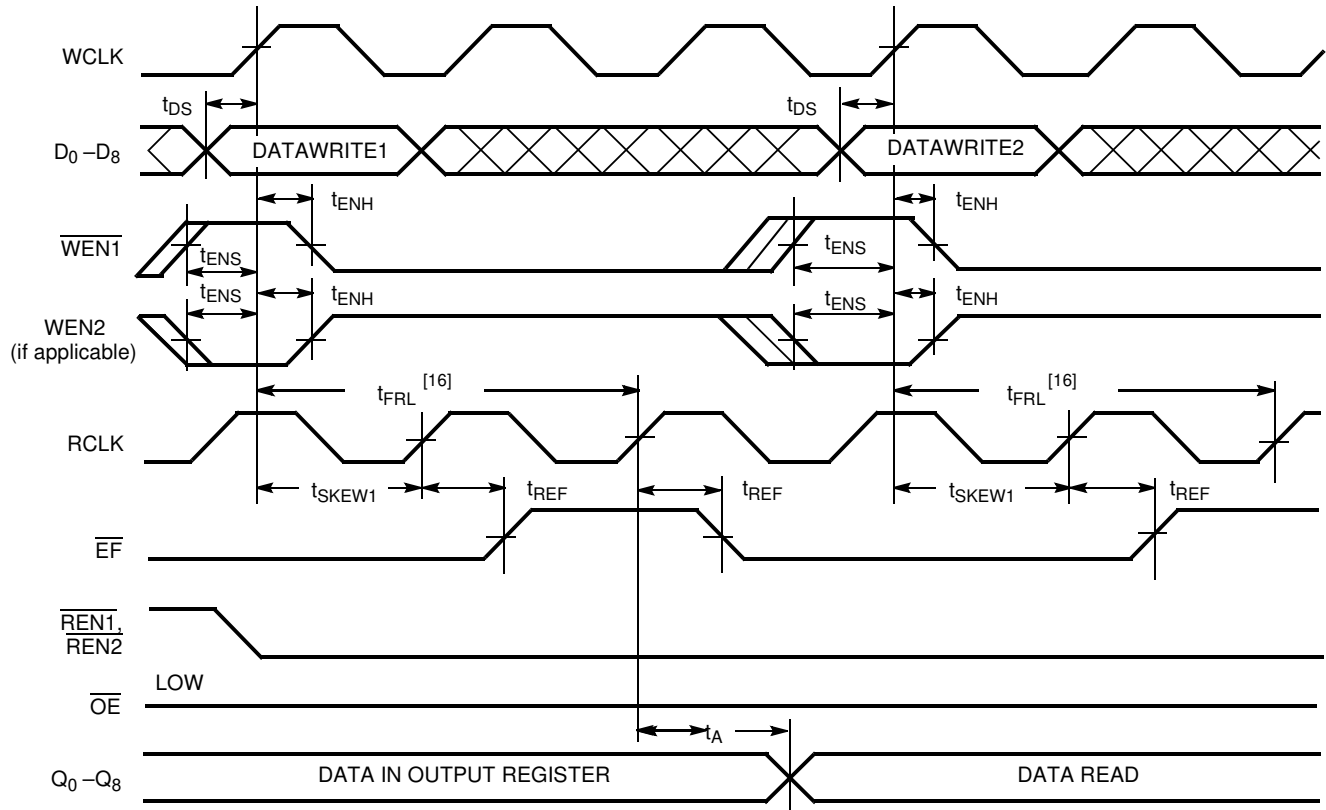 WCLK
tDS tDS
D0 –D8 DATAWRITE1 DATAWRITE2
tENH tENH
WEN1 tENS tENS
tENS tENH tENS tENH
WEN2
(if applicable)
tFRL [16] tFRL [16]
RCLK
tSKEW1 tREF tREF tSKEW1 tREF
EF
REN1,
REN2
LOW
OE
tA
Q0 –Q8 DATA IN OUTPUT REGISTER DATA READ